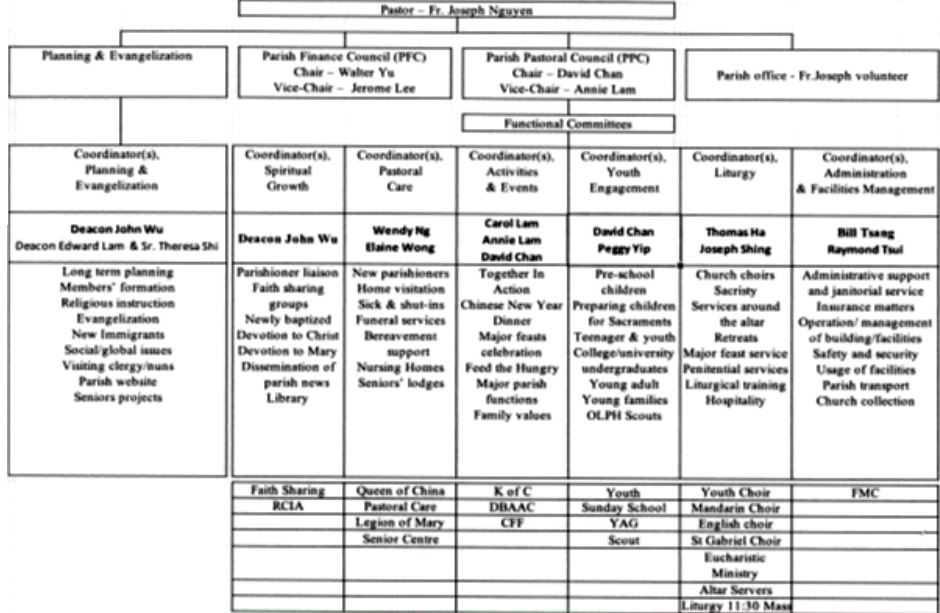 Pastor – Fr. Joseph Nguyen
Planning & Evangelization
Parish Finance Council (PFC)
Chair – Walter Yu
Vice-Chair – Jerome Lee
Parish Pastoral Council (PPC)
Chair – David Chan
Vice-Chair – Annie Lam
Parish office - Fr.Joseph volunteer
Functional Committees
Coordinator(s),
Planning &
Evangelization
Coordinator(s),
Spiritual
Growth
Coordinator(s),
Pastoral
Care
Coordinator(s),
Activities
& Events
Coordinator(s),
Youth
Engagement
Coordinator(s),
Liturgy
Coordinator(s),
Administration
& Facilities Management
Deacon John Wu
Deacon Edward Lam & Sr. Theresa Shi
Deacon John Wu
Wendy Ng
Elaine Wong
Carol Lam
Annie Lam
David Chan
David Chan
Peggy Yip
Thomas Ha
Joseph Shing
Bill Tsang
Raymond Tsui
Long term planning
Members' formation
Religious instruction
Evangelization
New Immigrants
Social/global issues
Visiting clergy/nuns
Parish website
Seniors projects
Parishioner liaison
Faith sharing
groups
Newly baptized
Devotion to Christ
Devotion to Mary
Dissemination of
parish news
Library
New parishioners
Home visitation
Sick & shut-ins
Funeral services
Bereavement
support
Nursing Homes
Seniors' lodges
Together In
Action
Chinese New Year
Dinner
Major feasts
celebration
Feed the Hungry
Major parish
functions
Family values
Pre-school
children
Preparing children
for Sacraments
Teenager & youth
College/university
undergraduates
Young adult
Young families
OLPH Scouts
Church choirs
Sacristy
Services around
the altar
Retreats
Major feast service
Penitential services
Liturgical training
Hospitality
Administrative support
and janitorial service
Insurance matters
Operation/ management
of building/facilities
Safety and security
Usage of facilities
Parish transport
Church collection
Faith Sharing
RCIA
Queen of China
Pastoral Care
Legion of Mary
Senior Centre
K of C
DBAAC
CFF
Youth
Sunday School
YAG
Scout
Youth Choir
Mandarin Choir
English choir
St Gabriel Choir
Eucharistic
Ministry
Altar Servers
Liturgy 11:30 Mass
FMC